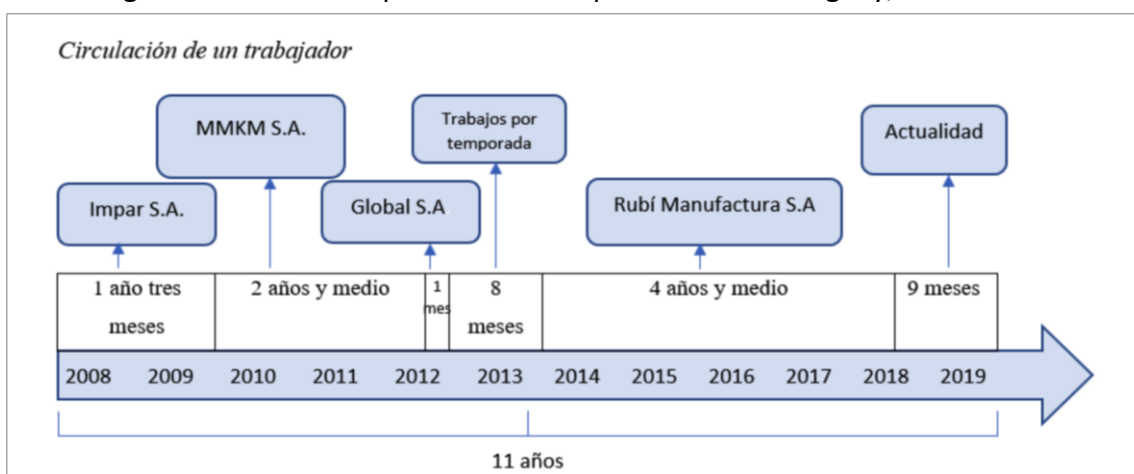 Circulación de un trabajador
MMKM S.A.
Trabajos por
temporada
Actualidad
Impar S.A.
Global S.A
Rubí Manufactura S.A
1 año tres
meses
2 años y medio
1
mes
8
meses
4 años y medio
9 meses
2008 2009 2010 2011 2012 2013 2014 2015 2016 2017 2018 2019
11 años